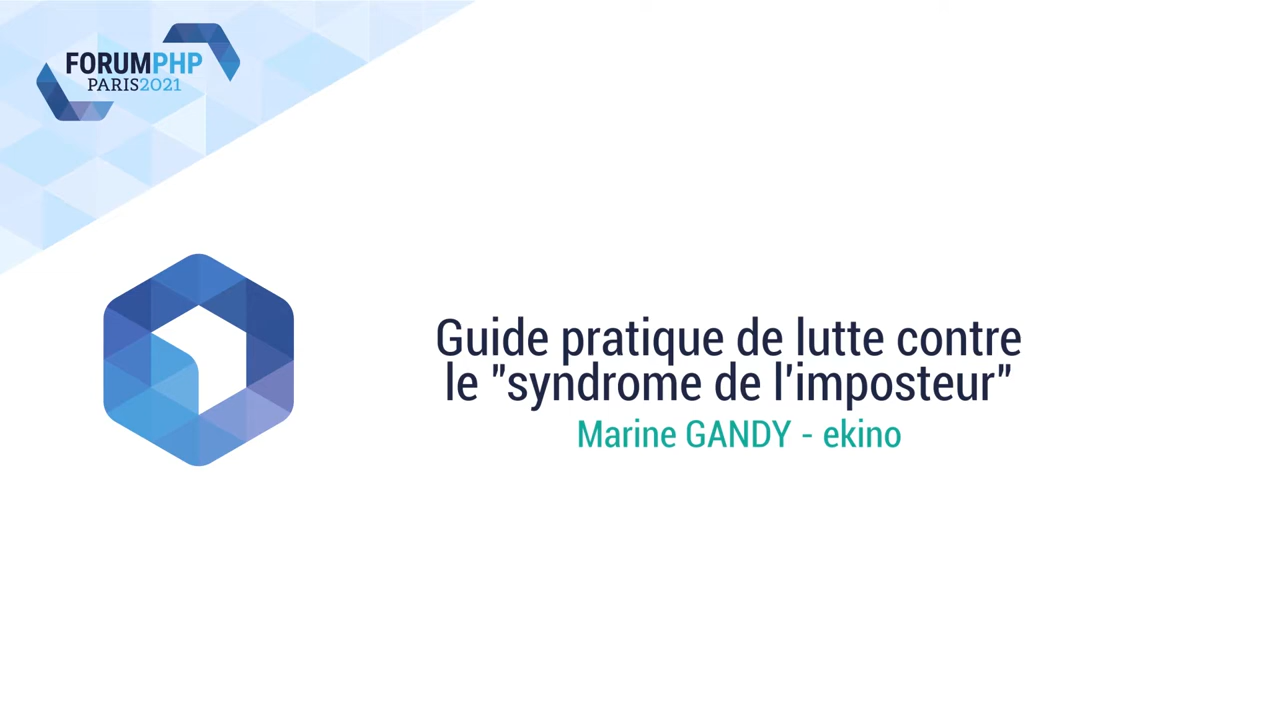 FORUMPHP
PARIS2021
Guide pratique de lutte contre
le "syndrome de l'imposteur"
Marine GANDY - ekino